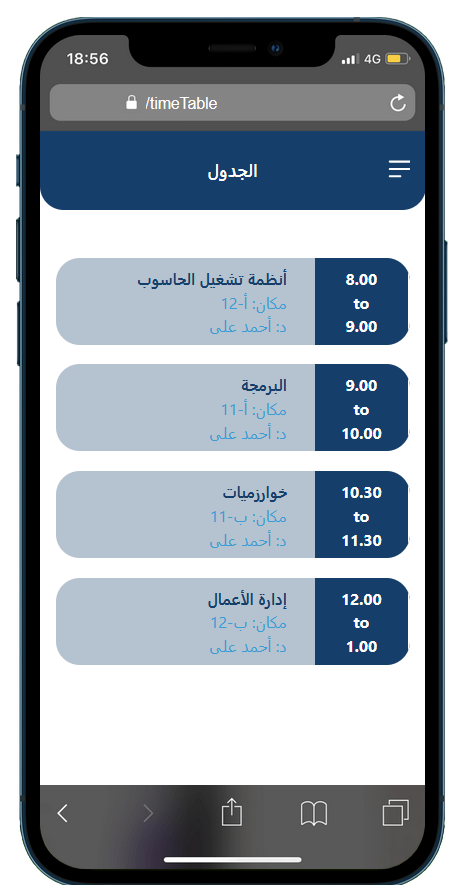 18:56
4G
/timeTable
الجدول
8.00
to
9.00
أنظمة تشغيل الحاسوب
مكان: أ-12
د: أحمد على
9.00
to
10.00
البرمجة
مكان: أ-11
د: أحمد على
10.30
to
11.30
خوارزميات
مكان: ب-11
د: أحمد على
12.00
to
1.00
إدارة الأعمال
مكان: ب-12
د: أحمد على